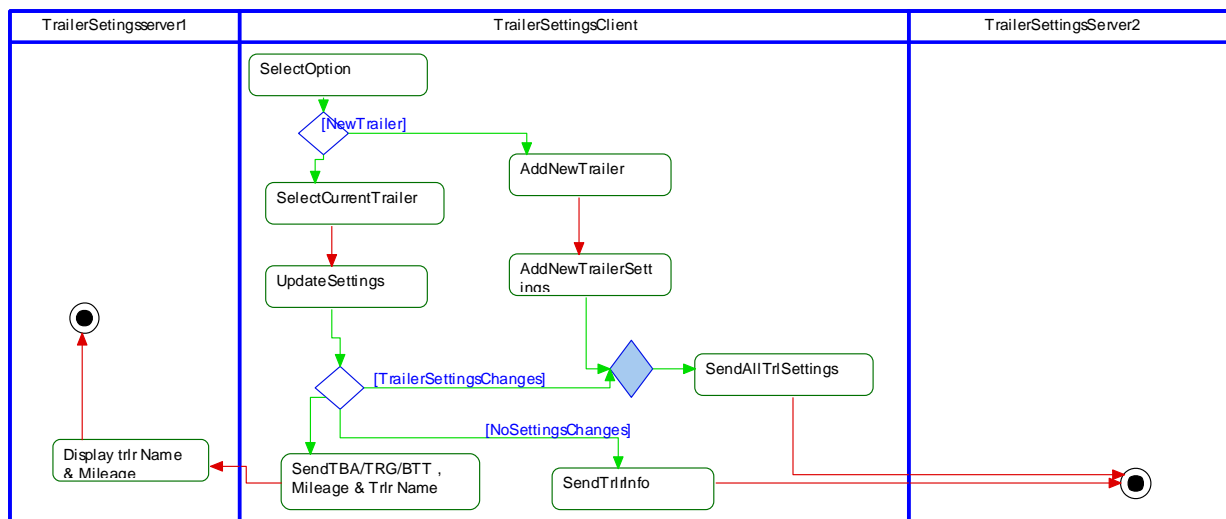 TrailerSetingsserver1
TrailerSettingsClient
TrailerSettingsServer2
SelectOption
[NewTrailer]
AddNewTrailer
SelectCurrentTrailer
AddNewTrailerSett
ings
UpdateSettings
SendAllTrlSettings
[TrailerSettingsChanges]
[NoSettingsChanges]
Display trlr Name
& Mileage
SendTBA/TRG/BTT ,
Mileage & Trlr Name
SendTrlrInfo